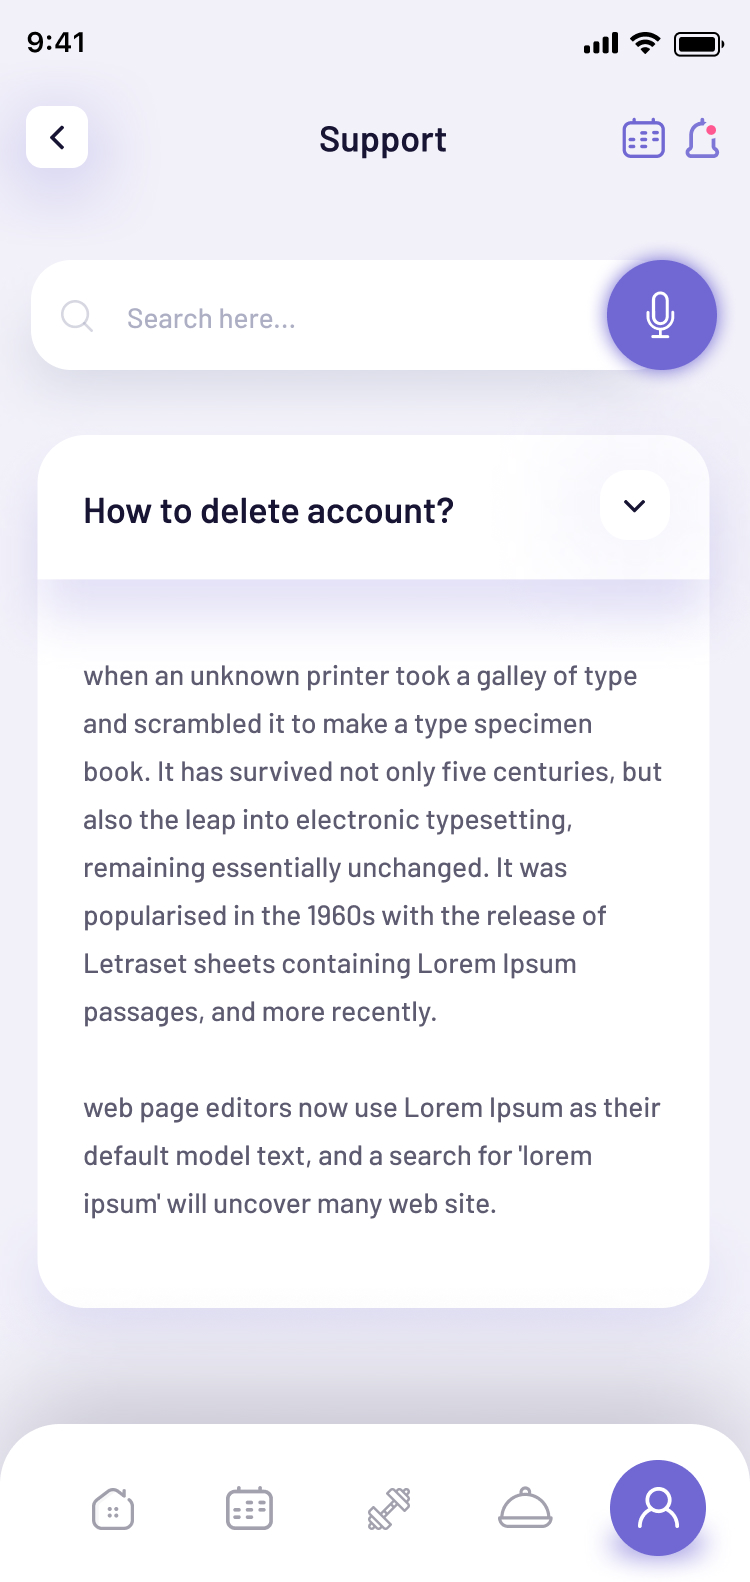 9:41
Support
Search here...
How to delete account?
when an unknown printer took a galley of type
and scrambled it to make a type specimen
book. It has survived not only five centuries, but
also the leap into electronic typesetting,
remaining essentially unchanged. It was
popularised in the 1960s with the release of
Letraset sheets containing Lorem Ipsum
passages, and more recently.
web page editors now use Lorem Ipsum as their
default model text, and a search for 'lorem
ipsum' will uncover many web site.